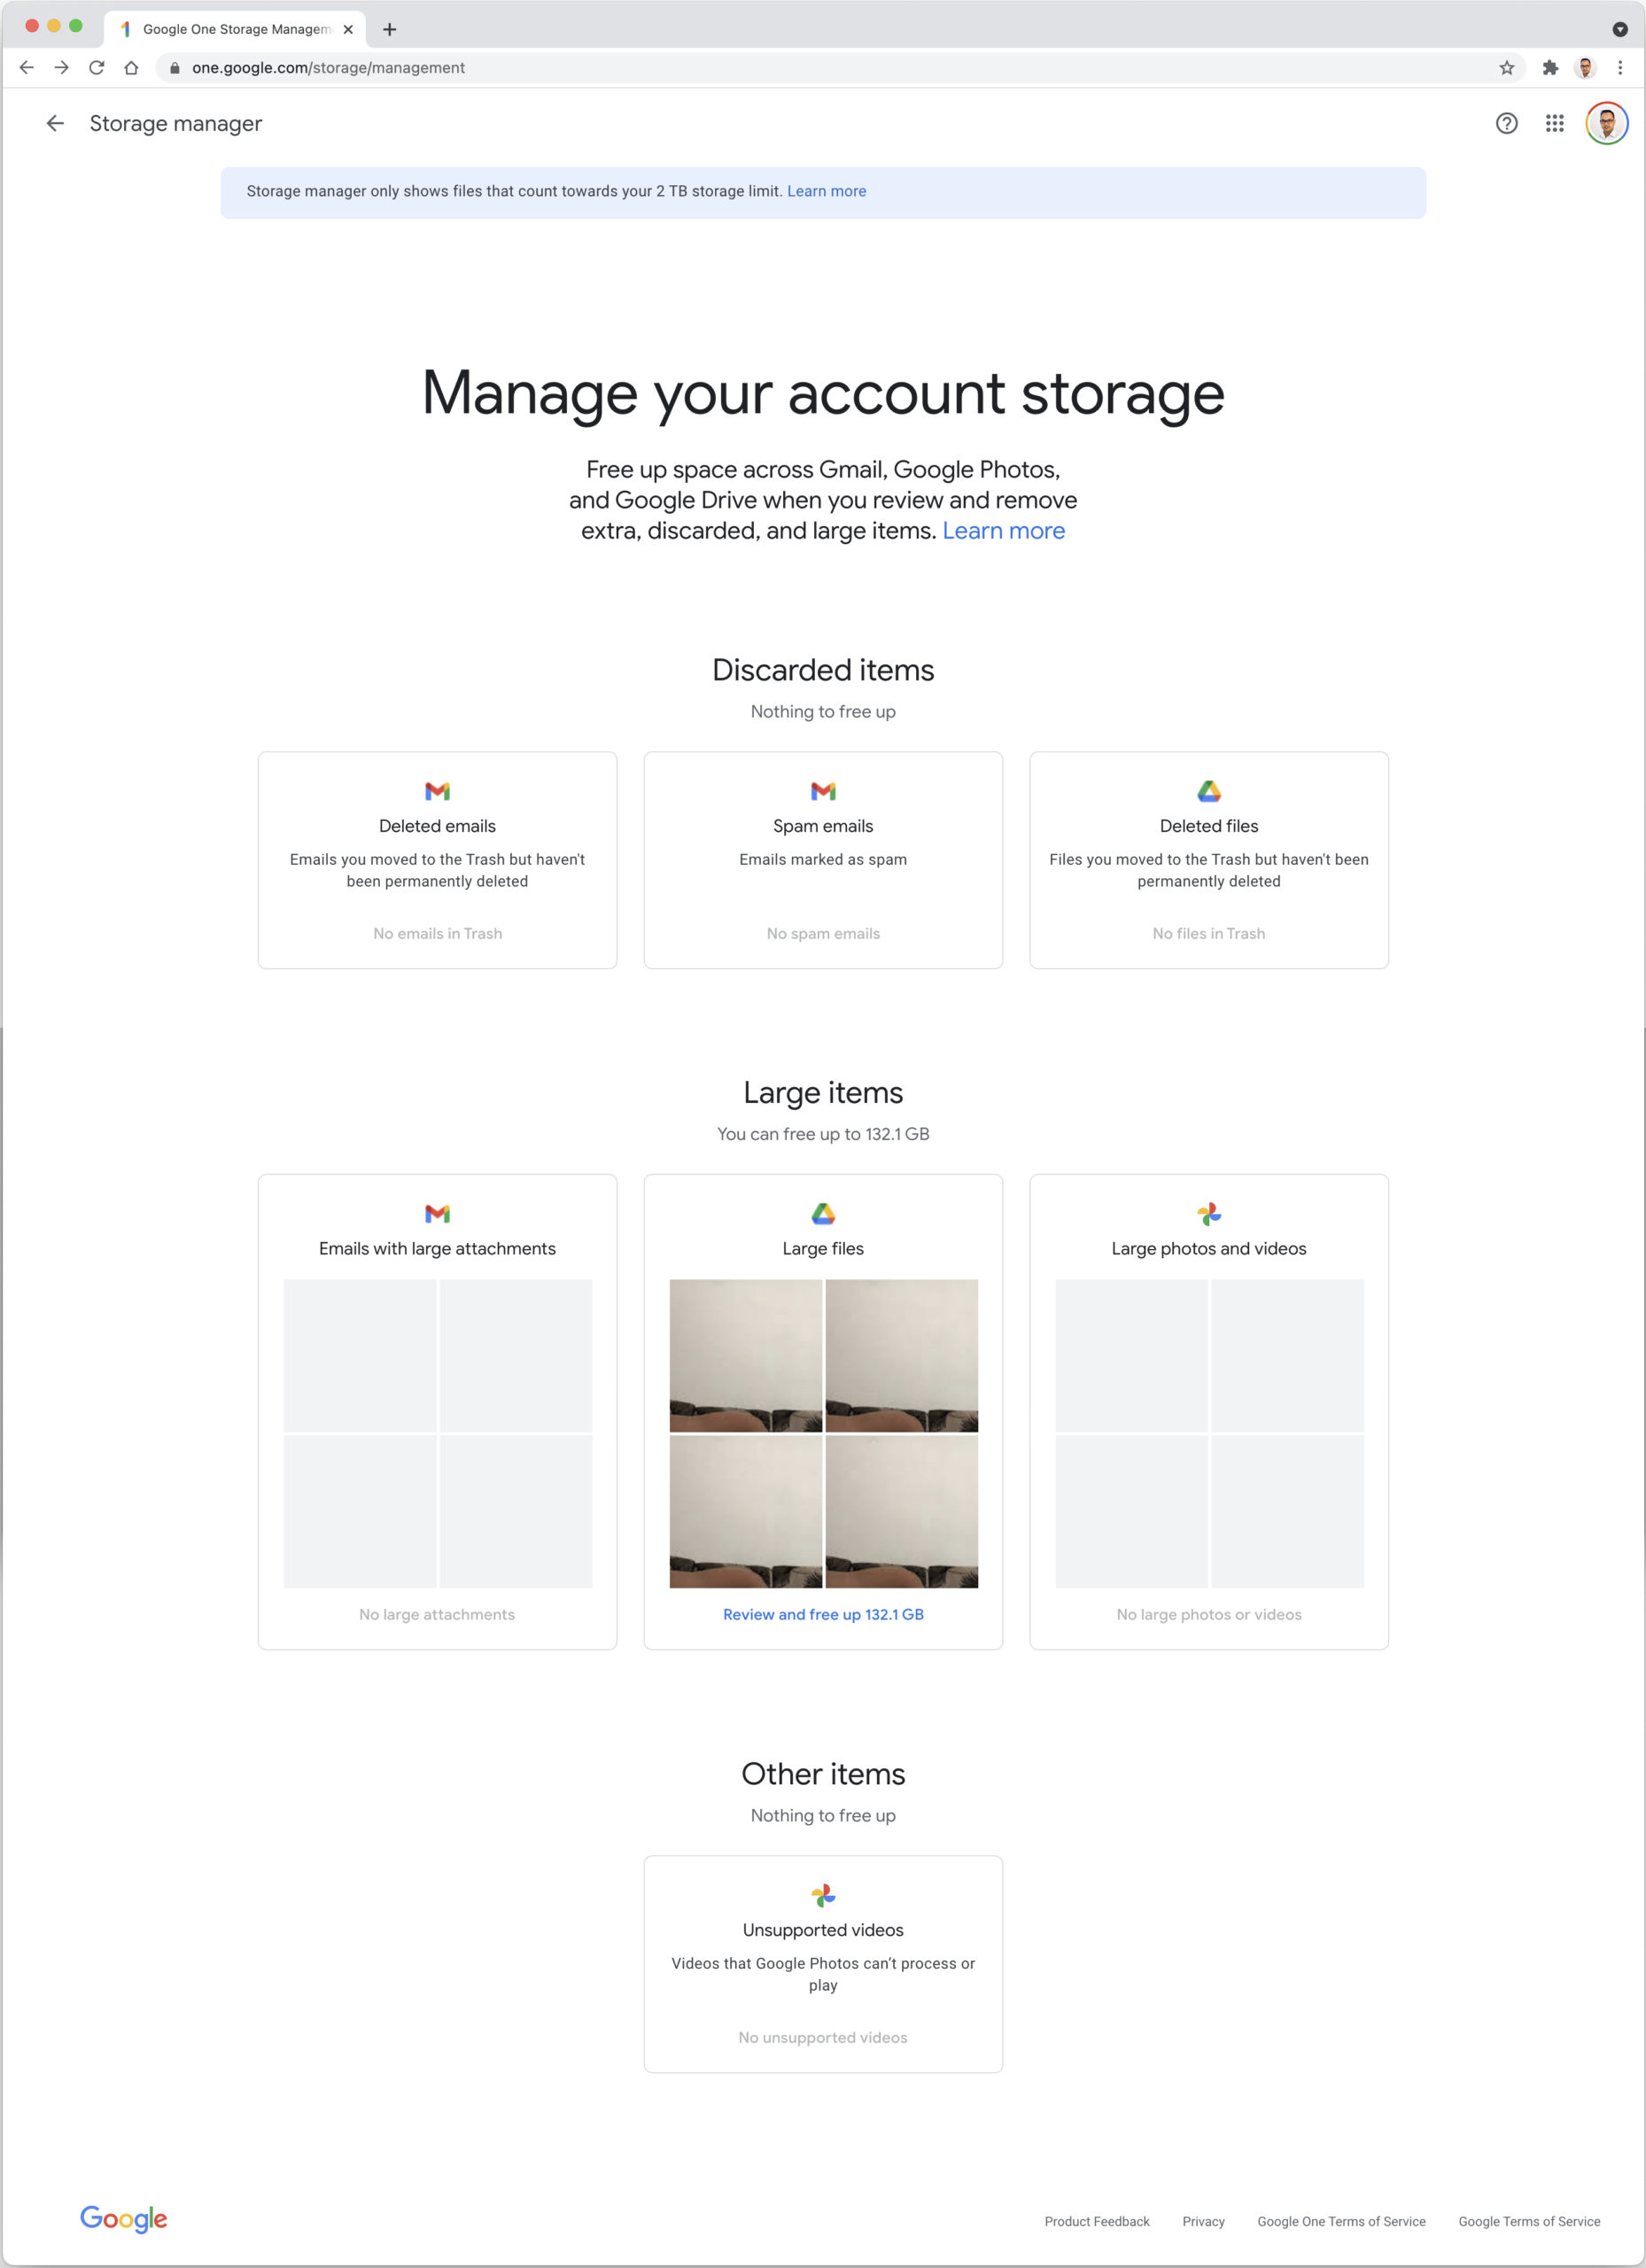 Google One Storage Managem
one.google.com/storage/management
Storage manager
Storage manager only shows files that count towards your 2 TB storage limit. Learn more
Manage your account storage
Free up space across Gmail, Google Photos,
and Google Drive when you review and remove
extra, discarded, and large items. Learn more
Discarded items
Nothing to free up
Deleted emails
Emails you moved to the Trash but haven't
been permanently deleted
No emails in Trash
Spam emails
Emails marked as spam
No spam emails
Deleted files
Files you moved to the Trash but haven't been
permanently deleted
No files in Trash
Large items
You can free up to 132.1 GB
Emails with large attachments
No large attachments
Large files
Review and free up 132.1 GB
Large photos and videos
No large photos or videos
Other items
Nothing to free up
Unsupported videos
Videos that Google Photos can't process or
play
No unsupported videos
Google
Product Feedback
Privacy
Google One Terms of Service
Google Terms of Service